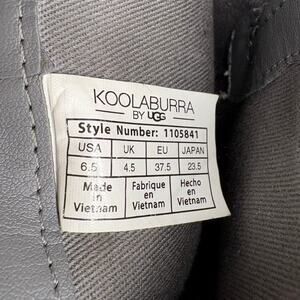 KOOLABURRA
BY UGG
Style Number: 1105841
USA UK EU JAPAN
6.5 4.5 37.5 23.5
Made Fabrique Hecho
in en en
Vietnam Vietnam Vietnam